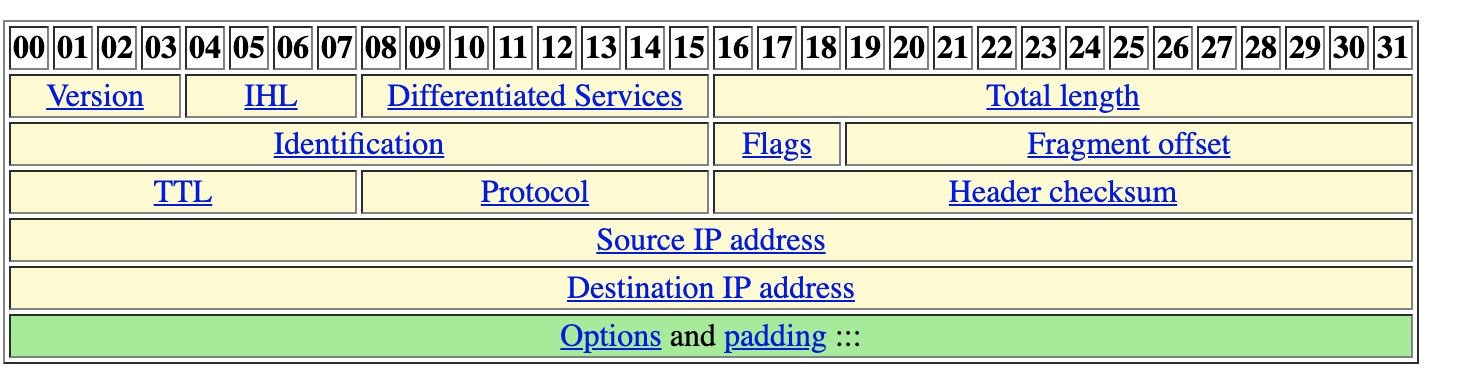 00 01 02 03 04 05 06 07 08 09 10 11 12 13 14 15 16 17 18 19 20 21 22 23 24 25 26 27 28 29 30 31
Version IHL Differentiated Services Total length
Identification Flags Fragment offset
TTL Protocol Header checksum
Source IP address
Destination IP address
Options and padding :::